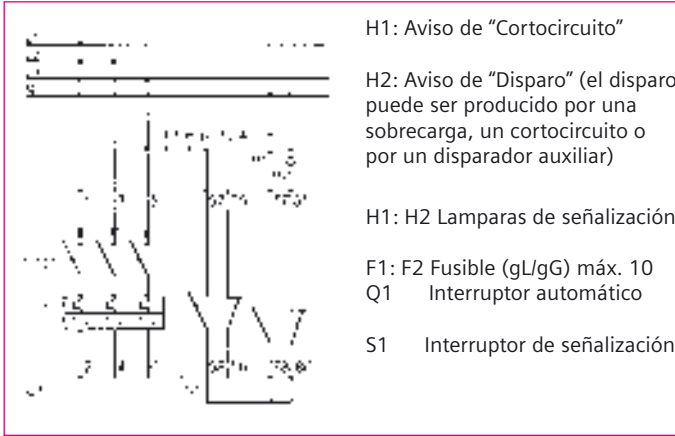 H1: Aviso de “Cortocircuito”
H2: Aviso de “Disparo” (el disparo
puede ser producido por una
sobrecarga, un cortocircuito o
por un disparador auxiliar)
H1: H2 Lamparas de señalización
F1: F2 Fusible (gL/gG) máx. 10
Q1 Interruptor automático
S1 Interruptor de señalización